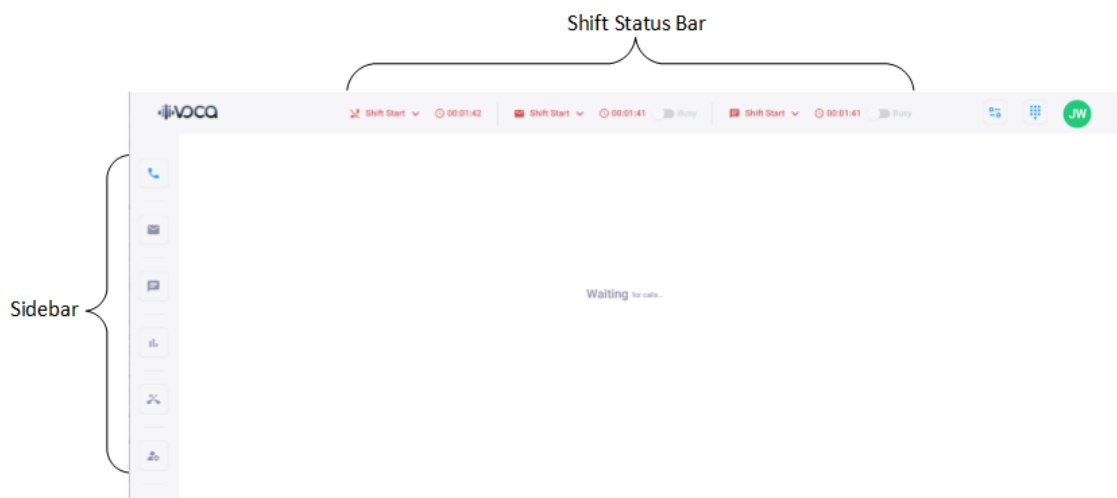 Shift Status Bar
VOCA
Shift Start 00:01:42 Shift Start 00:01:41 Busy Shift Start 00:01:41 Busy
JW
Waiting for calls..
Sidebar